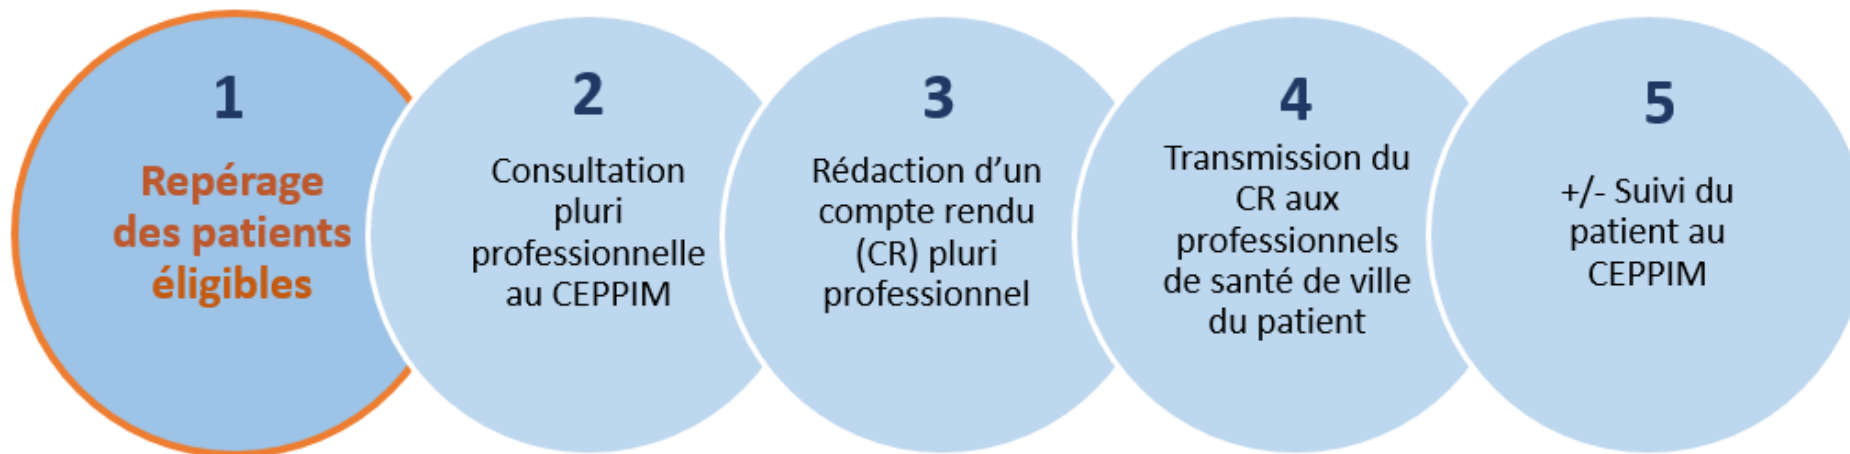 1
Repérage
des patients
éligibles
2
Consultation
pluri
professionnelle
au CEPPIM
3
Rédaction d’un
compte rendu
(CR) pluri
professionnel
4
Transmission du
CR aux
professionnels
de santé de ville
du patient
5
+/- Suivi du
patient au
CEPPIM